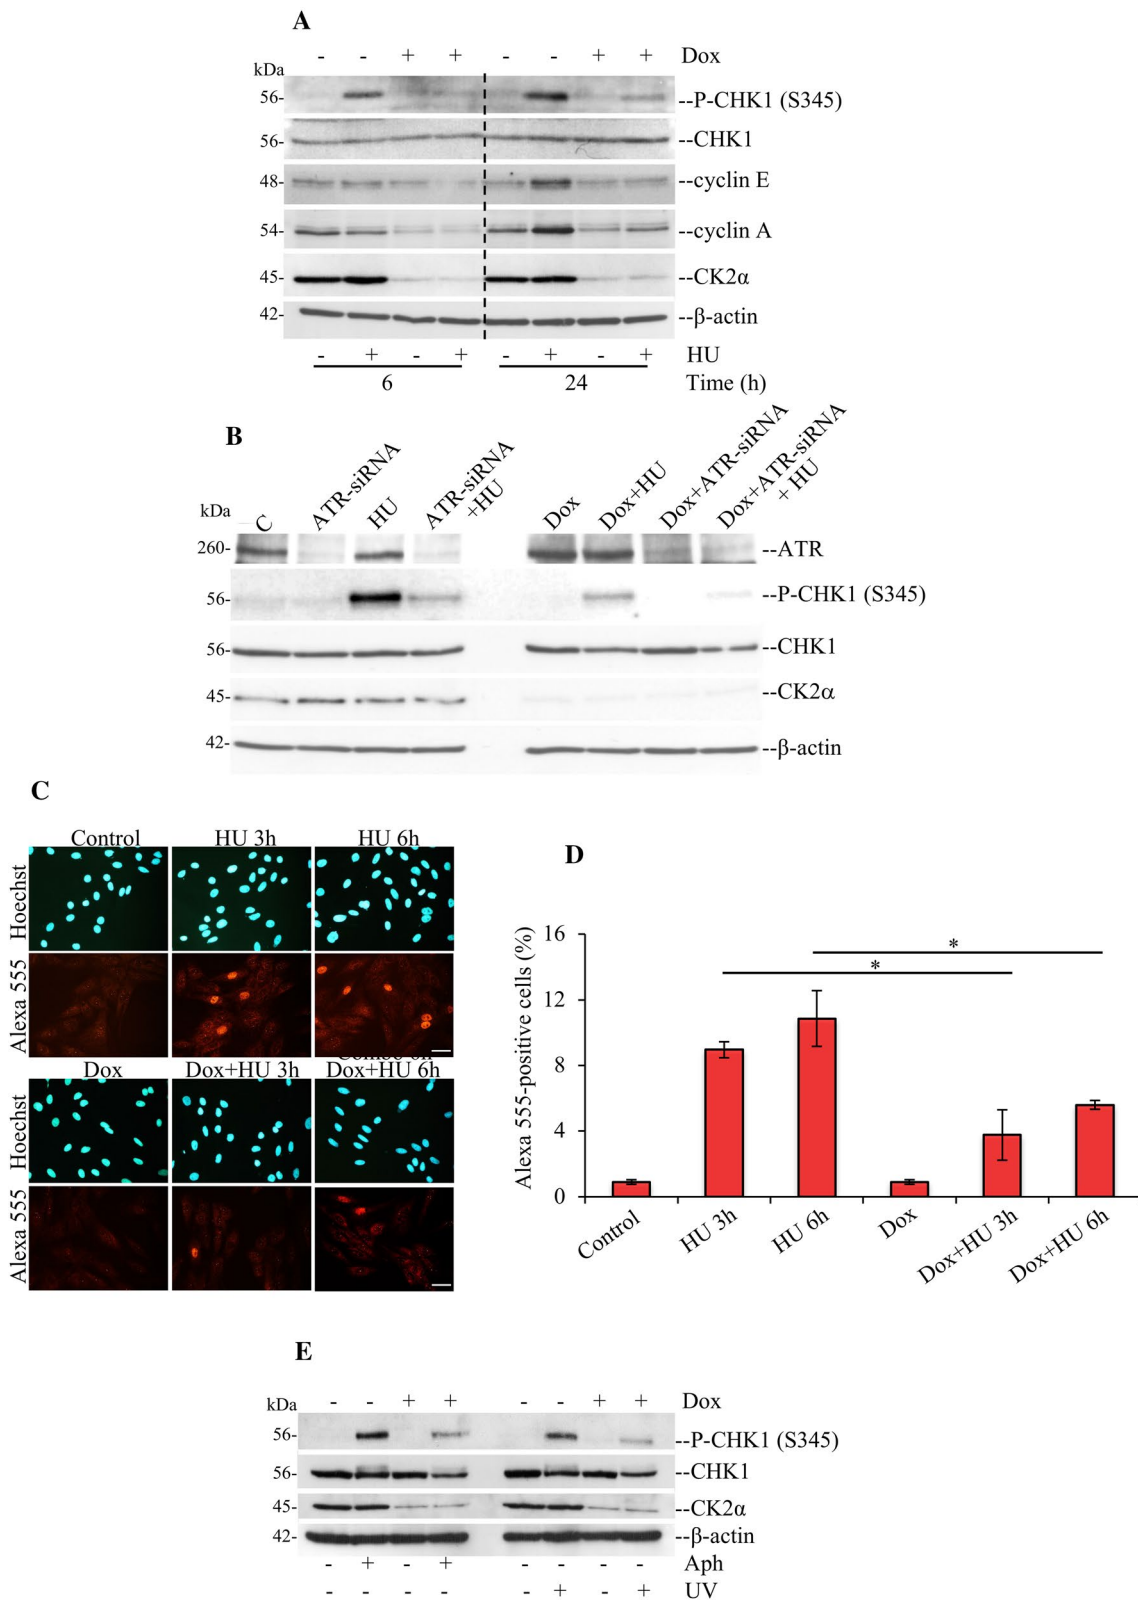 A
- - + + - - + + Dox
kDa
56- --P-CHK1 (S345)
56- --CHK1
48- --cyclin E
54- --cyclin A
45- --CK2α
42- --β-actin
- + - + - + - + HU
6 24 Time (h)
B
kDa
C ATR-siRNA HU ATR-siRNA +HU Dox Dox+HU Dox+ATR-siRNA Dox+ATR-siRNA + HU
260- --ATR
56- --P-CHK1 (S345)
56- --CHK1
45- --CK2α
42- --β-actin
C
Control HU 3h HU 6h
Hoechst
Alexa 555
Dox Dox+HU 3h Dox+HU 6h
Hoechst
Alexa 555
D
Alexa 555-positive cells (%)
16
12
8
4
0
*
*
Control HU 3h HU 6h Dox Dox+HU 3h Dox+HU 6h
E
- - + + - - + + Dox
kDa
56- --P-CHK1 (S345)
56- --CHK1
45- --CK2α
42- --β-actin
- + - + - - - - Aph
- - - - - + - + UV